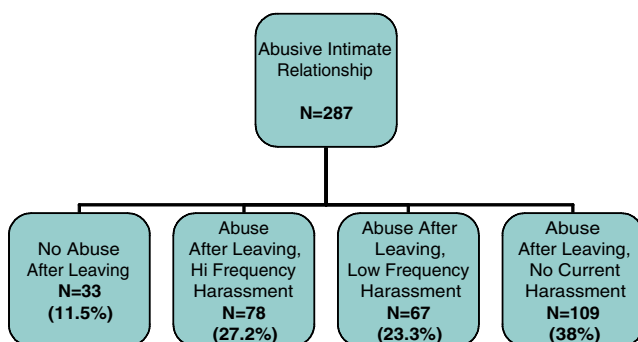 Abusive Intimate
Relationship
N=287
No Abuse
After Leaving
N=33
(11.5%)
Abuse
After Leaving,
Hi Frequency
Harassment
N=78
(27.2%)
Abuse After
Leaving,
Low Frequency
Harassment
N=67
(23.3%)
Abuse
After Leaving,
No Current
Harassment
N=109
(38%)